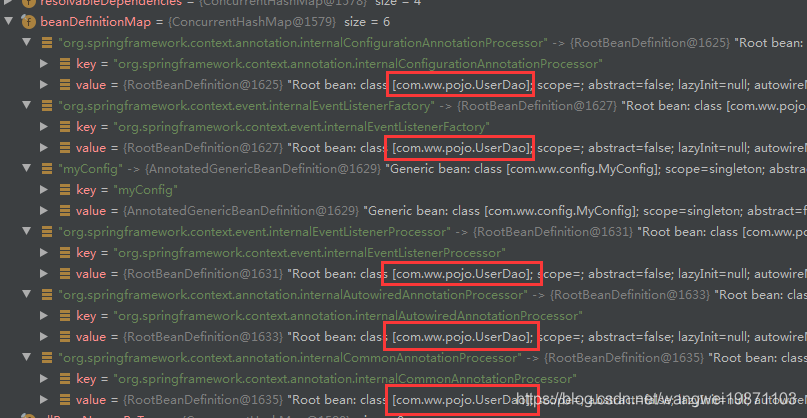 resolvableDependencies = {ConcurrentHashMap@1578} size = 4
beanDefinitionMap = {ConcurrentHashMap@1579} size = 6
"org.springframework.context.annotation.internalConfigurationAnnotationProcessor" -> {RootBeanDefinition@1625} "Root bean:
key = "org.springframework.context.annotation.internalConfigurationAnnotationProcessor"
value = {RootBeanDefinition@1625} "Root bean: class [com.ww.pojo.UserDao]; scope=; abstract=false; lazyInit=null; autowireM
"org.springframework.context.event.internalEventListenerFactory" -> {RootBeanDefinition@1627} "Root bean: class [com.ww.pojo
key = "org.springframework.context.event.internalEventListenerFactory"
value = {RootBeanDefinition@1627} "Root bean: class [com.ww.pojo.UserDao]; scope=; abstract=false; lazyInit=null; autowireM
"myConfig" -> {AnnotatedGenericBeanDefinition@1629} "Generic bean: class [com.ww.config.MyConfig]; scope=singleton; abstrac
key = "myConfig"
value = {AnnotatedGenericBeanDefinition@1629} "Generic bean: class [com.ww.config.MyConfig]; scope=singleton; abstract=f
"org.springframework.context.event.internalEventListenerProcessor" -> {RootBeanDefinition@1631} "Root bean: class [com.ww.po
key = "org.springframework.context.event.internalEventListenerProcessor"
value = {RootBeanDefinition@1631} "Root bean: class [com.ww.pojo.UserDao]; scope=; abstract=false; lazyInit=null; autowireM
"org.springframework.context.annotation.internalAutowiredAnnotationProcessor" -> {RootBeanDefinition@1633} "Root bean: class
key = "org.springframework.context.annotation.internalAutowiredAnnotationProcessor"
value = {RootBeanDefinition@1633} "Root bean: class [com.ww.pojo.UserDao]; scope=; abstract=false; lazyInit=null; autowireM
"org.springframework.context.annotation.internalCommonAnnotationProcessor" -> {RootBeanDefinition@1635} "Root bean: class
key = "org.springframework.context.annotation.internalCommonAnnotationProcessor"
value = {RootBeanDefinition@1635} "Root bean: class [com.ww.pojo.UserDao]
https://blog.csdn.net/wangwei19871103